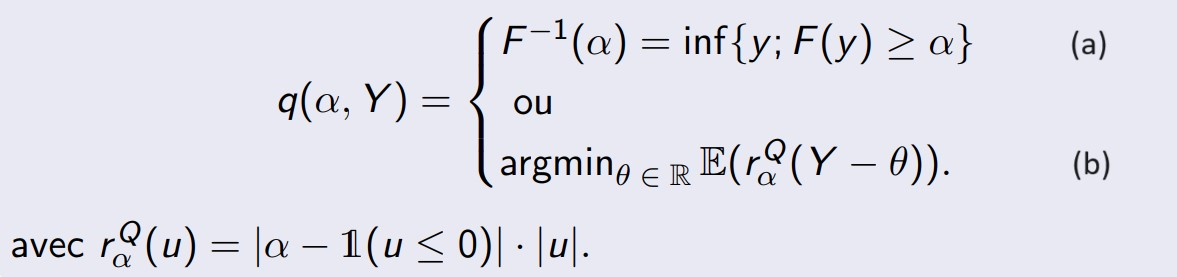 F⁻¹(α) = inf{y; F(y) ≥ α} (a)
q(α, Y) = { ou
argmin_{θ ∈ ℝ} 𝔼(r_α^Q(Y − θ)). (b)
avec r_α^Q(u) = |α − 𝟙(u ≤ 0)| · |u|.